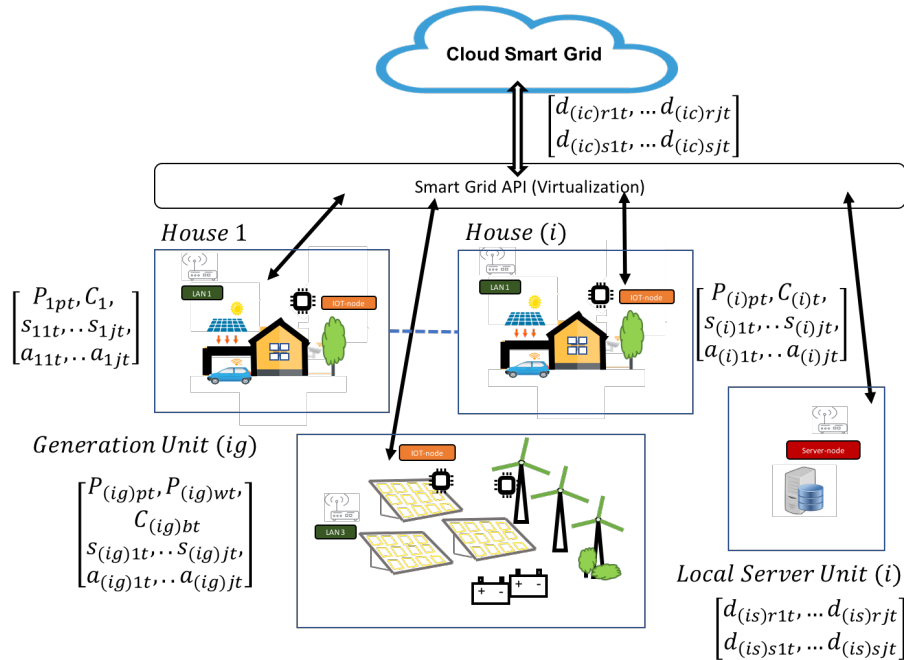 Cloud Smart Grid
d(ic)r1t, … d(ic)rjt
d(ic)s1t, … d(ic)sjt
Smart Grid API (Virtualization)
House 1
House (i)
LAN 1
IOT-node
LAN 1
IOT-node
P1pt, C1,
s11t, .. s1jt,
a11t, .. a1jt
P(i)pt, C(i)t,
s(i)1t, .. s(i)jt,
a(i)1t, .. a(i)jt
Generation Unit (ig)
P(ig)pt, P(ig)wt,
C(ig)bt
s(ig)1t, .. s(ig)jt,
a(ig)1t, .. a(ig)jt
IOT-node
LAN 3
+ -
+ -
Server-node
Local Server Unit (i)
d(is)r1t, … d(is)rjt
d(is)s1t, … d(is)sjt